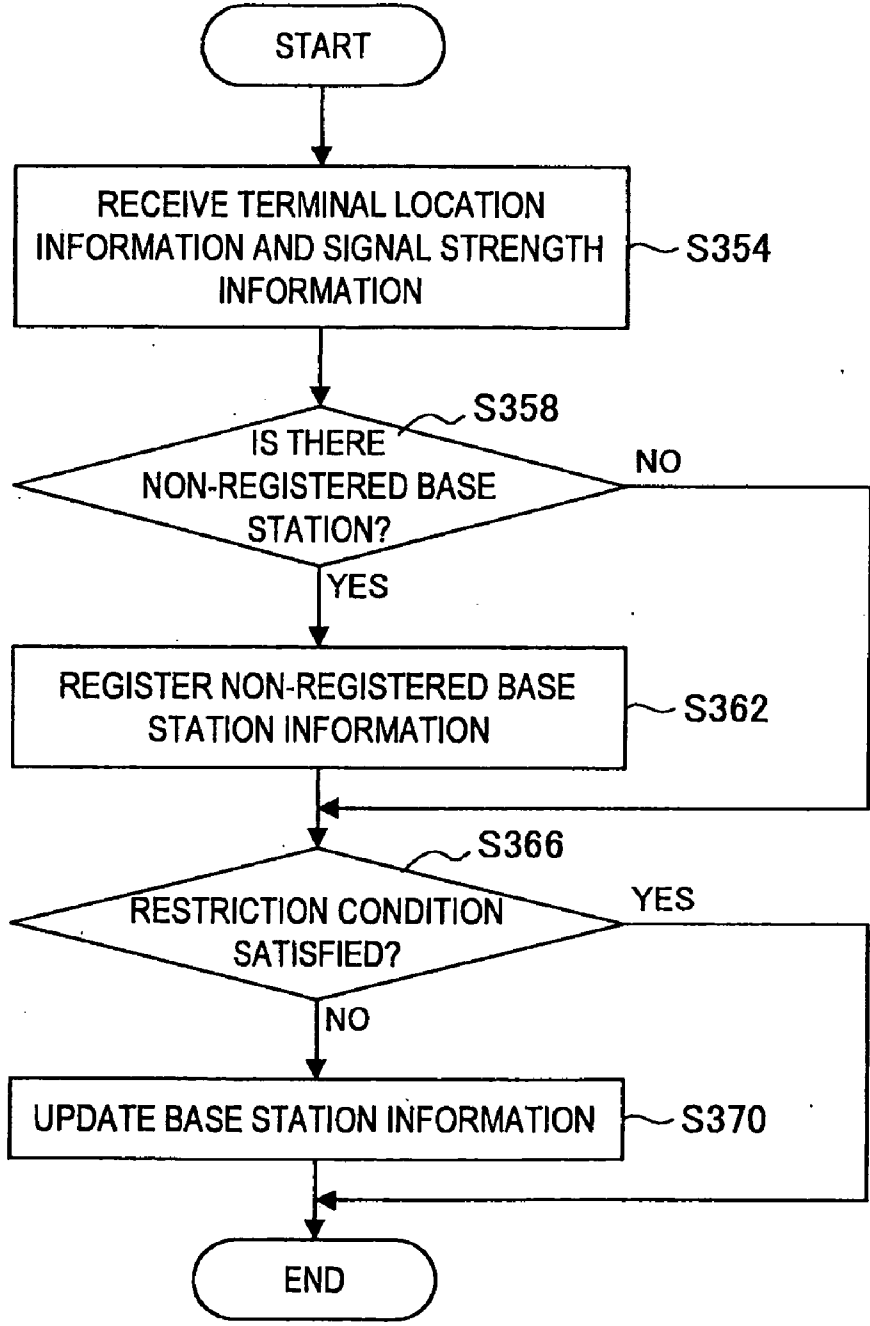 START
RECEIVE TERMINAL LOCATION
INFORMATION AND SIGNAL STRENGTH
INFORMATION
S354
S358
IS THERE
NON-REGISTERED BASE
STATION?
NO
YES
REGISTER NON-REGISTERED BASE
STATION INFORMATION
S362
S366
RESTRICTION CONDITION
SATISFIED?
YES
NO
UPDATE BASE STATION INFORMATION
S370
END